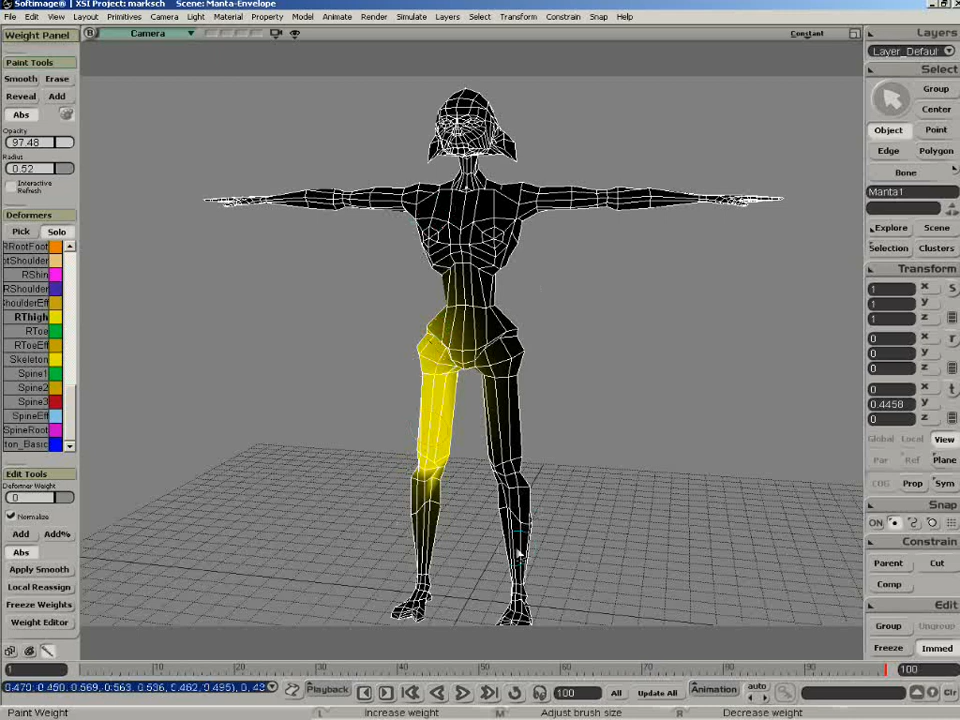 Softimage® | XSI Project: marksch Scene: Manta-Envelope
File Edit View Layout Primitives Camera Light Material Property Model Animate Render Simulate Layers Select Transform Constrain Snap Help
Weight Panel
B Camera Constant
Paint Tools
Smooth Erase
Reveal Add
Abs
Opacity
97.48
Radius
0.52
Interactive
Refresh
Deformers
Pick Solo
RRootFoot
otShoulder
RShin
RShoulder
houlderEff
RThigh
RToe
RToeEff
Skeleton
Spine1
Spine2
Spine3
SpineEff
SpineRoot
ton_Basic
Edit Tools
Deformer Weight
0
Normalize
Add Add%
Abs
Apply Smooth
Local Reassign
Freeze Weights
Weight Editor
Layers
Layer_Defaul
Select
Group
Center
Object Point
Edge Polygon
Bone
Manta1
Explore Scene
Selection Clusters
Transform
1 x s
1 y
1 z
0 x r
0 y
0 z
0 x t
0.4458 y
0 z
Global Local View
Par Ref Plane
COG Prop Sym
Snap
ON
Constrain
Parent Cut
Comp
Edit
Group Ungroup
Freeze Immed
1 10 20 30 40 50 60 70 80 90 100
Playback 100 All Update All Animation auto Clr
Paint Weight L Increase weight M Adjust brush size R Decrease weight